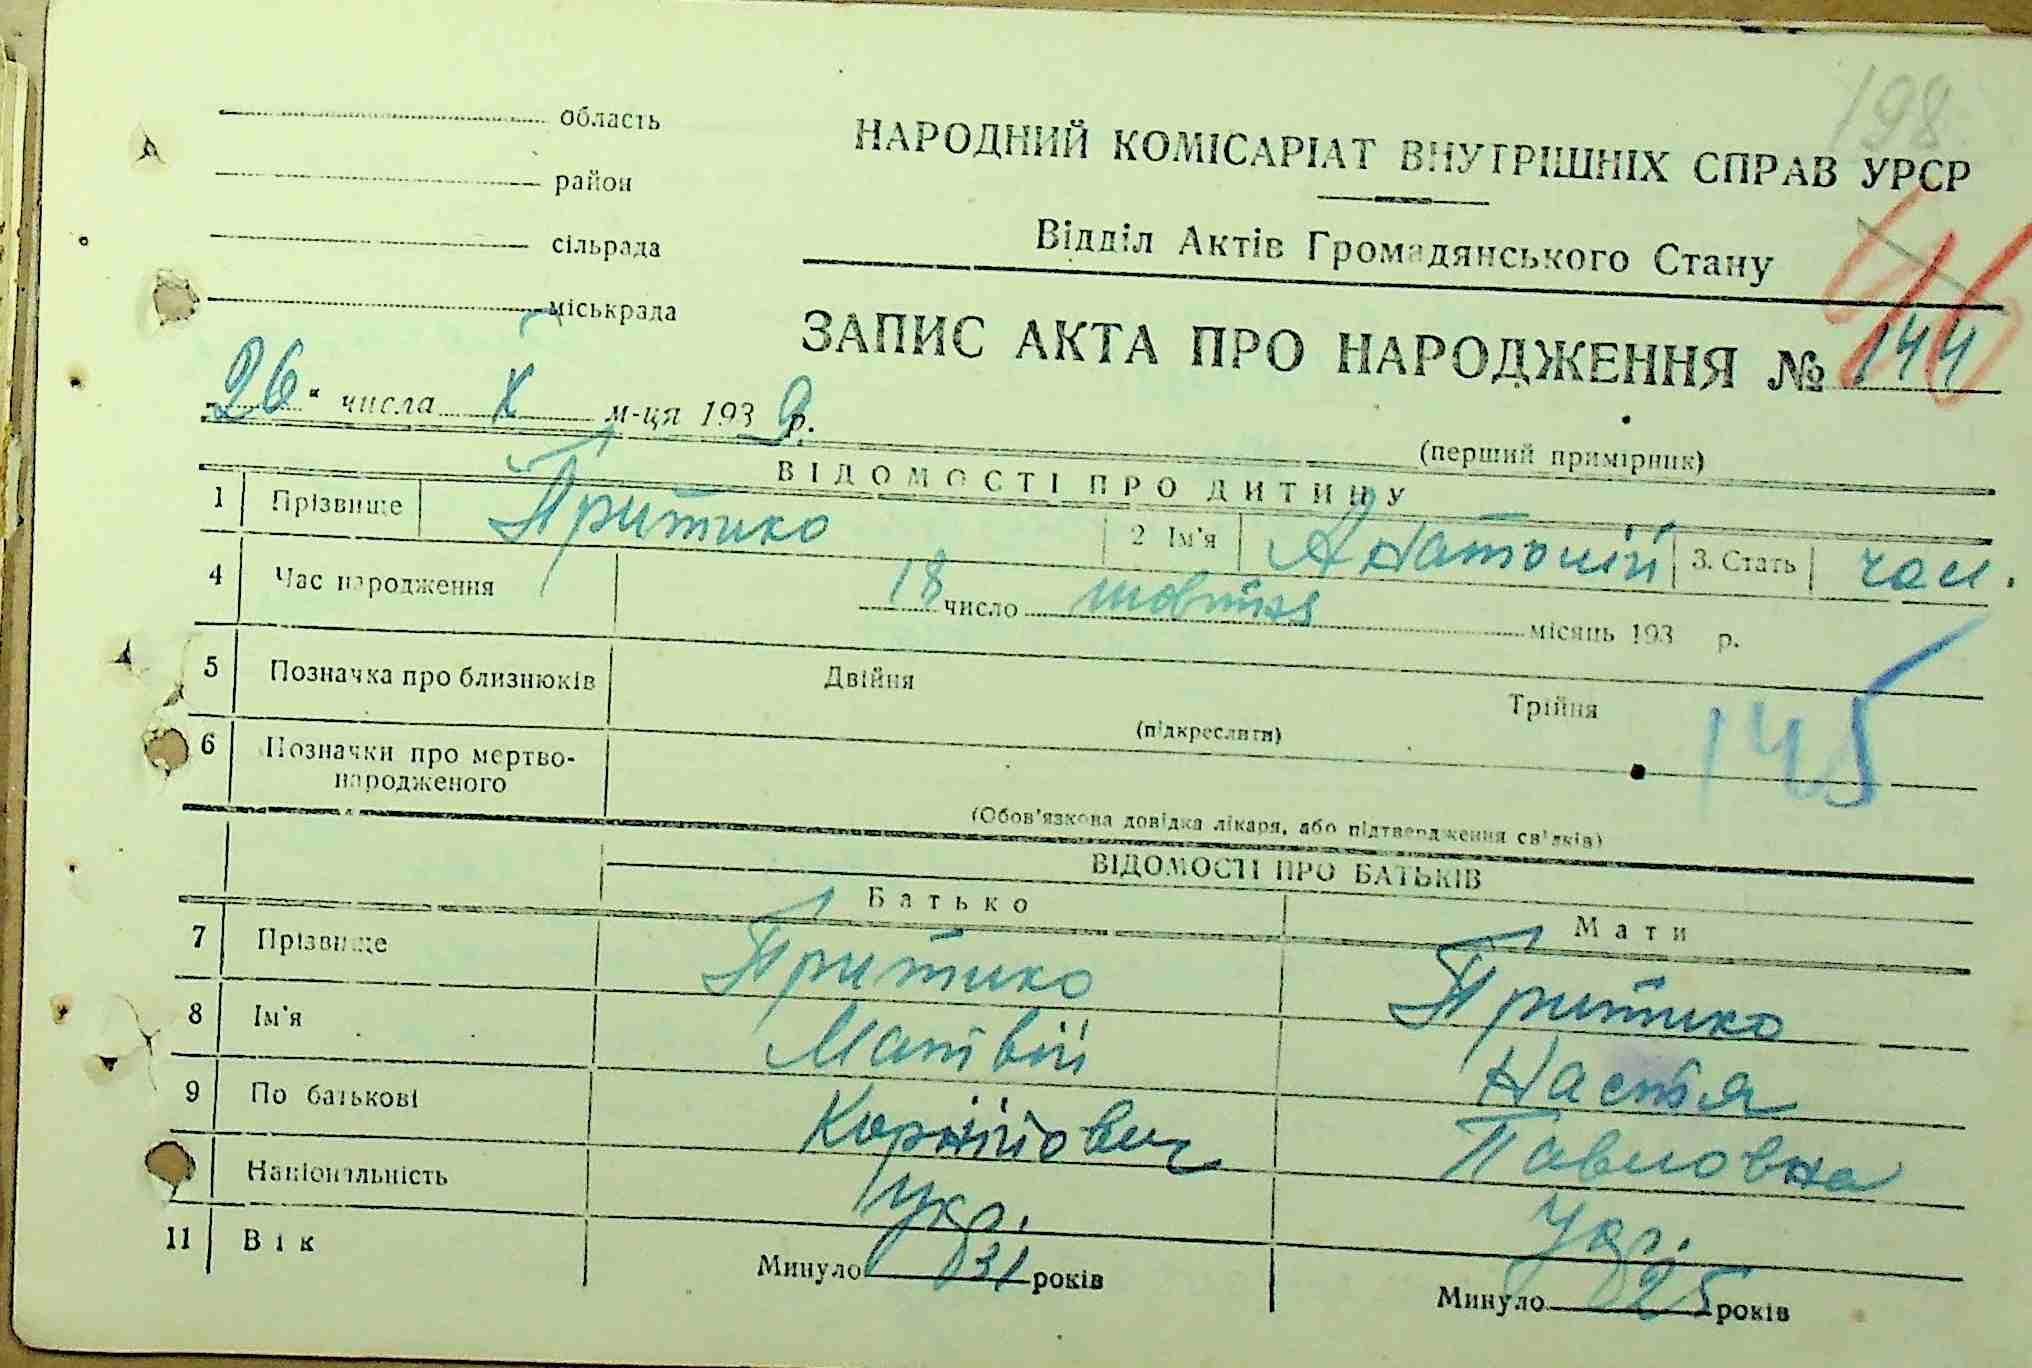 198
область
район
сільрада
міськрада
НАРОДНИЙ КОМІСАРІАТ ВНУТРІШНІХ СПРАВ УРСР
Відділ Актів Громадянського Стану
ЗАПИС АКТА ПРО НАРОДЖЕННЯ № 144
26 " числа X м-ця 1939 р.
(перший примірник)
ВІДОМОСТІ ПРО ДИТИНУ
1 Прізвище Притико 2 Ім'я Анатолій 3. Стать чол.
4 Час народження 18 число жовтня місяць 193 р.
5 Позначка про близнюків Двійня Трійня
(підкреслити)
145
6 Позначки про мертво-
народженого
(Обов'язкова довідка лікаря, або підтвердження свідків)
ВІДОМОСТІ ПРО БАТЬКІВ
Батько Мати
7 Прізвище Притико Притико
8 Ім'я Матвій Настя
9 По батькові Корнійович Павловна
Національність Укр. Укр.
11 Вік Минуло 31 років Минуло 25 років